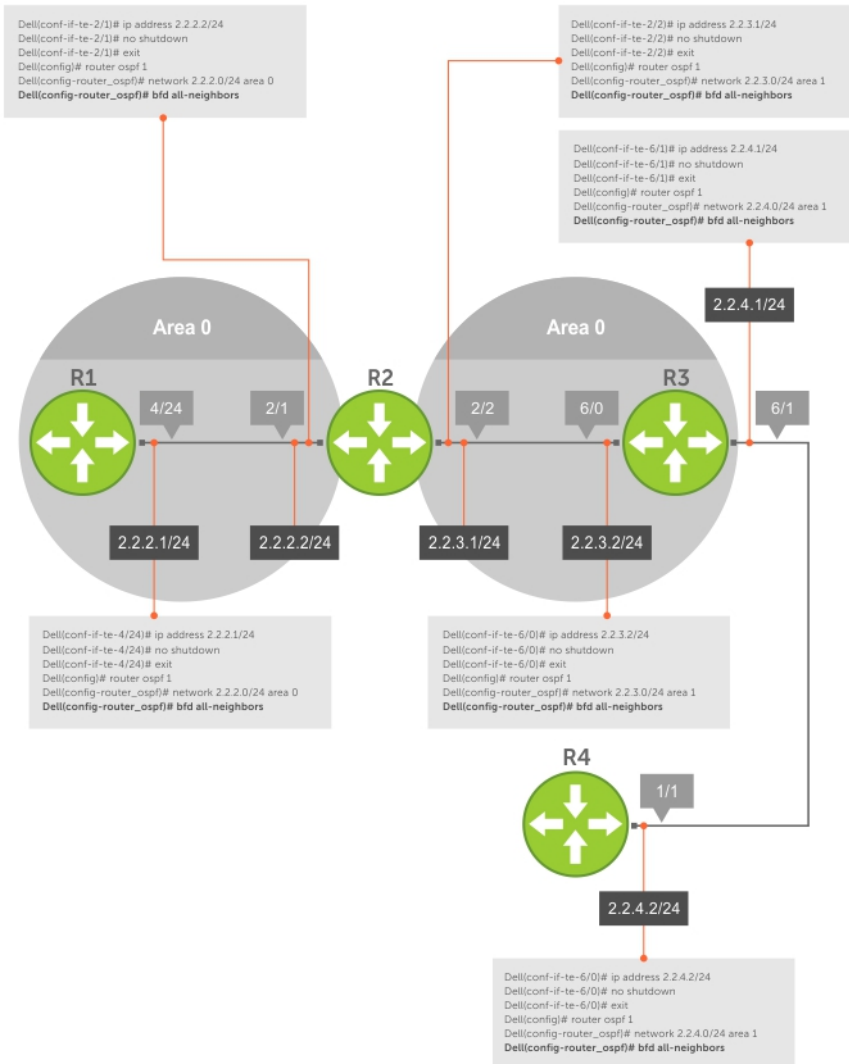 Dell(conf-if-te-2/1)# ip address 2.2.2.2/24
Dell(conf-if-te-2/1)# no shutdown
Dell(conf-if-te-2/1)# exit
Dell(config)# router ospf 1
Dell(config-router_ospf)# network 2.2.2.0/24 area 0
Dell(config-router_ospf)# bfd all-neighbors
Dell(conf-if-te-2/2)# ip address 2.2.3.1/24
Dell(conf-if-te-2/2)# no shutdown
Dell(conf-if-te-2/2)# exit
Dell(config)# router ospf 1
Dell(config-router_ospf)# network 2.2.3.0/24 area 1
Dell(config-router_ospf)# bfd all-neighbors
Dell(conf-if-te-6/1)# ip address 2.2.4.1/24
Dell(conf-if-te-6/1)# no shutdown
Dell(conf-if-te-6/1)# exit
Dell(config)# router ospf 1
Dell(config-router_ospf)# network 2.2.4.0/24 area 1
Dell(config-router_ospf)# bfd all-neighbors
2.2.4.1/24
Area 0
Area 0
R1
R2
R3
4/24
2/1
2/2
6/0
6/1
2.2.2.1/24
2.2.2.2/24
2.2.3.1/24
2.2.3.2/24
Dell(conf-if-te-4/24)# ip address 2.2.2.1/24
Dell(conf-if-te-4/24)# no shutdown
Dell(conf-if-te-4/24)# exit
Dell(config)# router ospf 1
Dell(config-router_ospf)# network 2.2.2.0/24 area 0
Dell(config-router_ospf)# bfd all-neighbors
Dell(conf-if-te-6/0)# ip address 2.2.3.2/24
Dell(conf-if-te-6/0)# no shutdown
Dell(conf-if-te-6/0)# exit
Dell(config)# router ospf 1
Dell(config-router_ospf)# network 2.2.3.0/24 area 1
Dell(config-router_ospf)# bfd all-neighbors
R4
1/1
2.2.4.2/24
Dell(conf-if-te-6/0)# ip address 2.2.4.2/24
Dell(conf-if-te-6/0)# no shutdown
Dell(conf-if-te-6/0)# exit
Dell(config)# router ospf 1
Dell(config-router_ospf)# network 2.2.4.0/24 area 1
Dell(config-router_ospf)# bfd all-neighbors